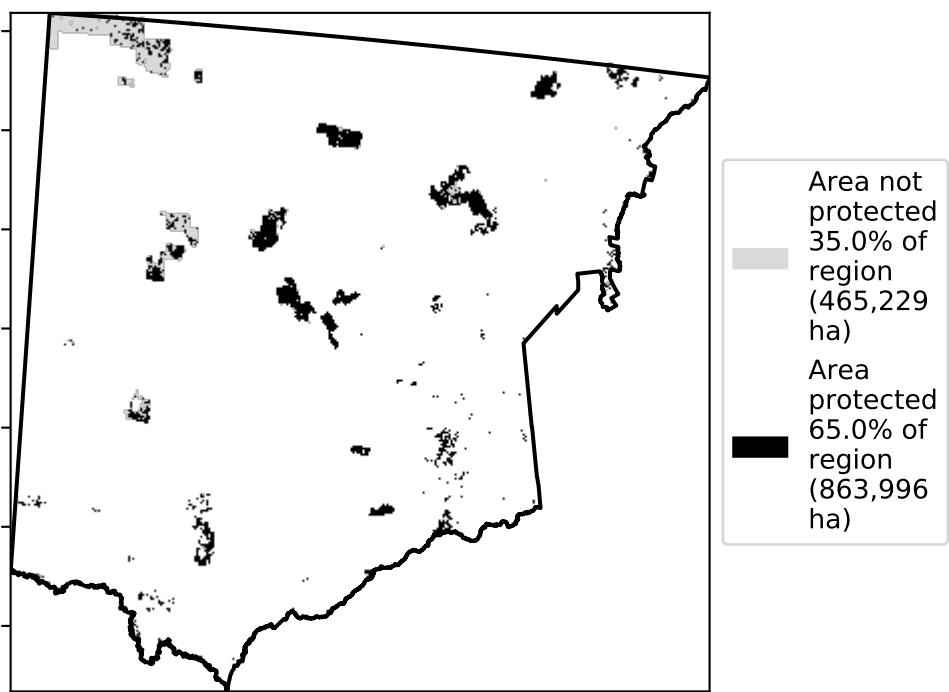 Area not
protected
35.0% of
region
(465,229
ha)
Area
protected
65.0% of
region
(863,996
ha)